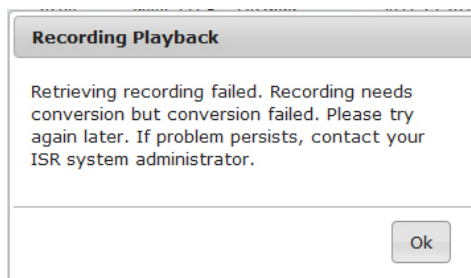 Recording Playback
Retrieving recording failed. Recording needs
conversion but conversion failed. Please try
again later. If problem persists, contact your
ISR system administrator.
Ok